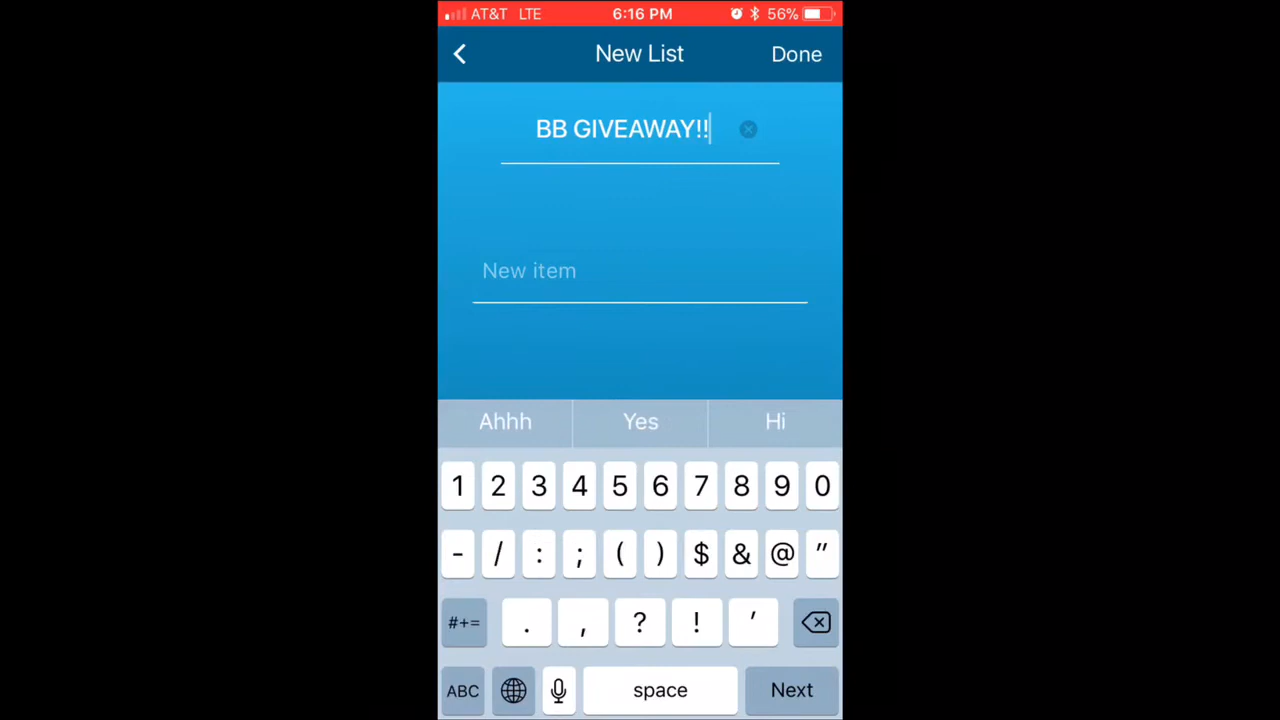 AT&T LTE 6:16 PM 56%
New List Done
BB GIVEAWAY!!
New item
Ahhh Yes Hi
1 2 3 4 5 6 7 8 9 0
- / : ; ( ) $ & @ "
#+= . , ? ! '
ABC space Next